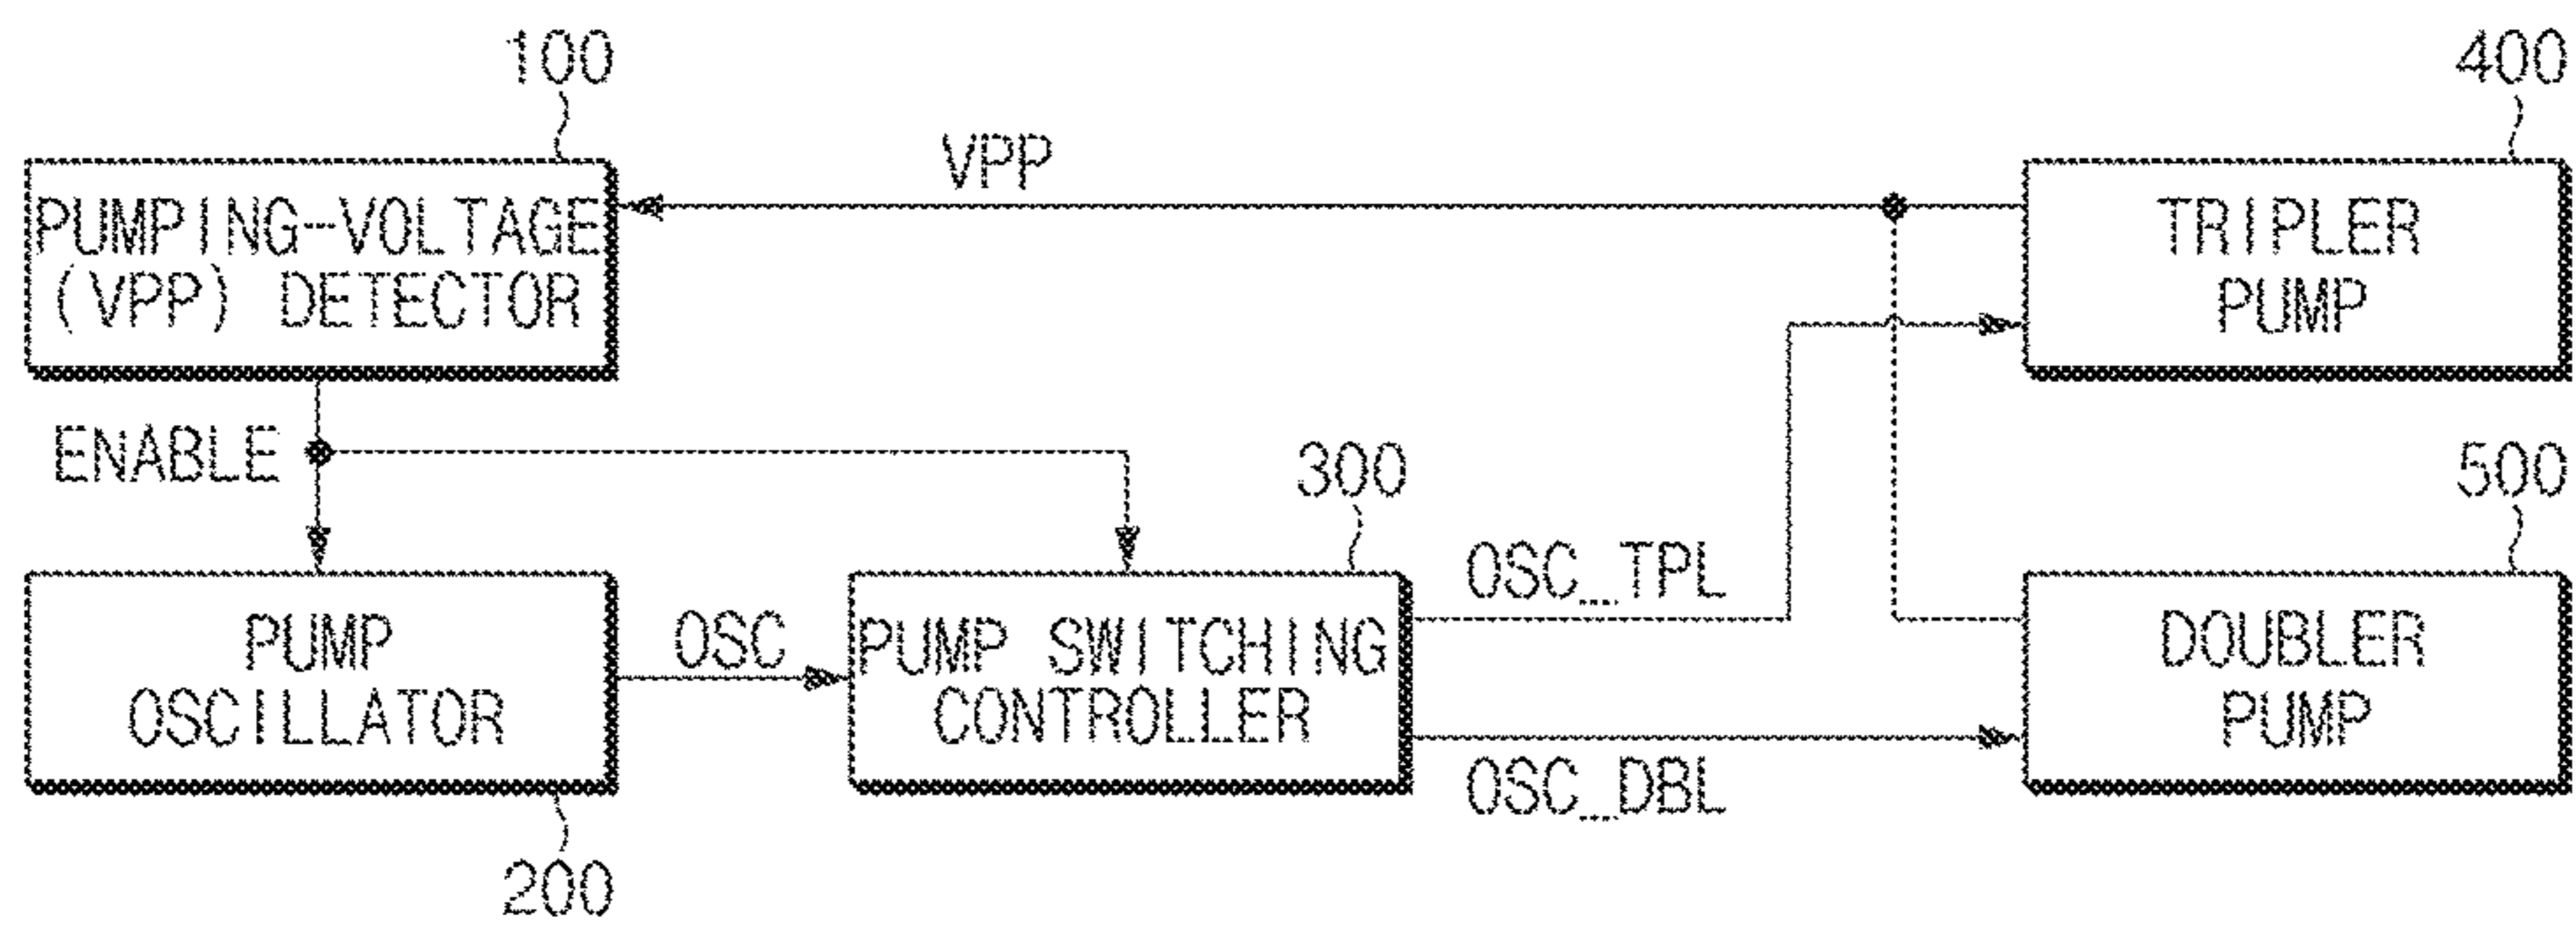 100
400
VPP
PUMPING-VOLTAGE
(VPP) DETECTOR
TRIPLER
PUMP
ENABLE
300
500
OSC_TPL
PUMP
OSCILLATOR
OSC
PUMP SWITCHING
CONTROLLER
DOUBLER
PUMP
OSC_DBL
200